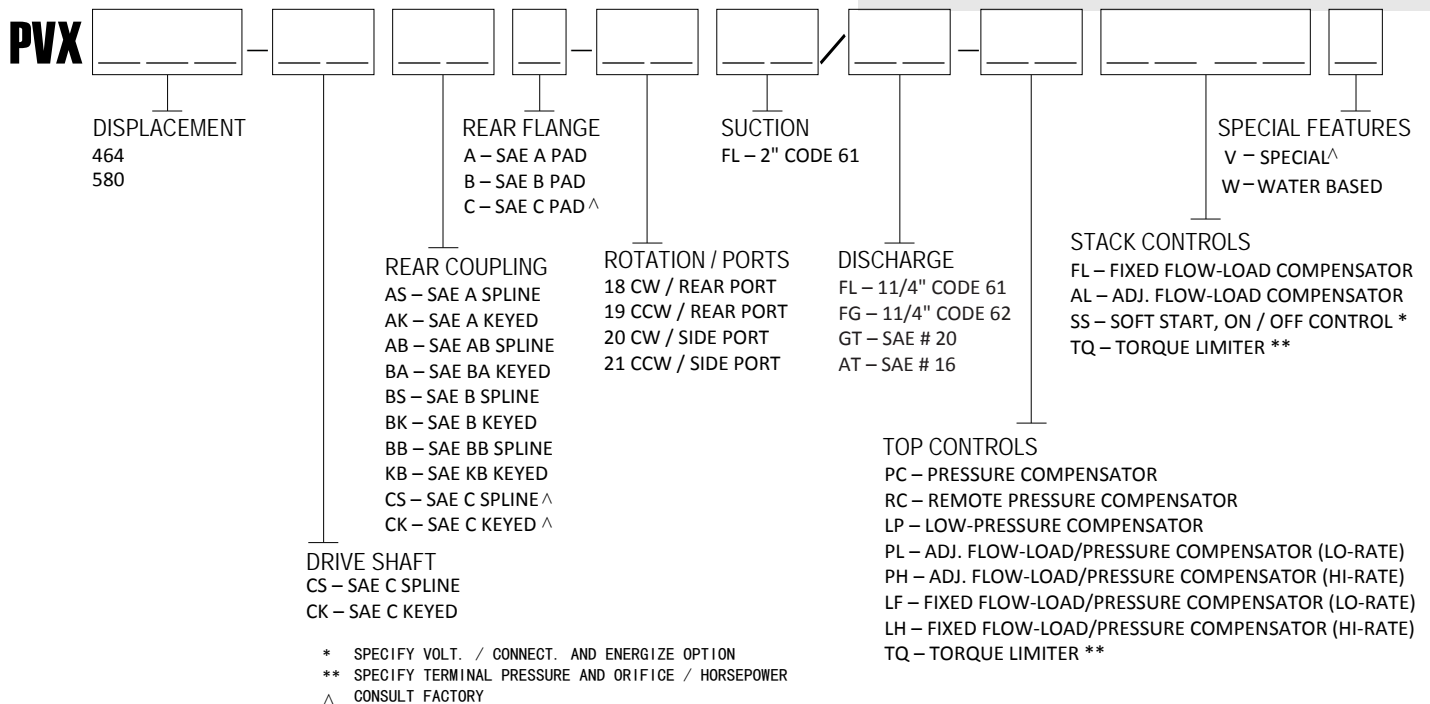 PVX – – / –
DISPLACEMENT
464
580
REAR FLANGE
A – SAE A PAD
B – SAE B PAD
C – SAE C PAD ^
SUCTION
FL – 2" CODE 61
SPECIAL FEATURES
V – SPECIAL^
W – WATER BASED
REAR COUPLING
AS – SAE A SPLINE
AK – SAE A KEYED
AB – SAE AB SPLINE
BA – SAE BA KEYED
BS – SAE B SPLINE
BK – SAE B KEYED
BB – SAE BB SPLINE
KB – SAE KB KEYED
CS – SAE C SPLINE ^
CK – SAE C KEYED ^
ROTATION / PORTS
18 CW / REAR PORT
19 CCW / REAR PORT
20 CW / SIDE PORT
21 CCW / SIDE PORT
DISCHARGE
FL – 11/4" CODE 61
FG – 11/4" CODE 62
GT – SAE # 20
AT – SAE # 16
STACK CONTROLS
FL – FIXED FLOW-LOAD COMPENSATOR
AL – ADJ. FLOW-LOAD COMPENSATOR
SS – SOFT START, ON / OFF CONTROL *
TQ – TORQUE LIMITER **
DRIVE SHAFT
CS – SAE C SPLINE
CK – SAE C KEYED
TOP CONTROLS
PC – PRESSURE COMPENSATOR
RC – REMOTE PRESSURE COMPENSATOR
LP – LOW-PRESSURE COMPENSATOR
PL – ADJ. FLOW-LOAD/PRESSURE COMPENSATOR (LO-RATE)
PH – ADJ. FLOW-LOAD/PRESSURE COMPENSATOR (HI-RATE)
LF – FIXED FLOW-LOAD/PRESSURE COMPENSATOR (LO-RATE)
LH – FIXED FLOW-LOAD/PRESSURE COMPENSATOR (HI-RATE)
TQ – TORQUE LIMITER **
* SPECIFY VOLT. / CONNECT. AND ENERGIZE OPTION
** SPECIFY TERMINAL PRESSURE AND ORIFICE / HORSEPOWER
^ CONSULT FACTORY